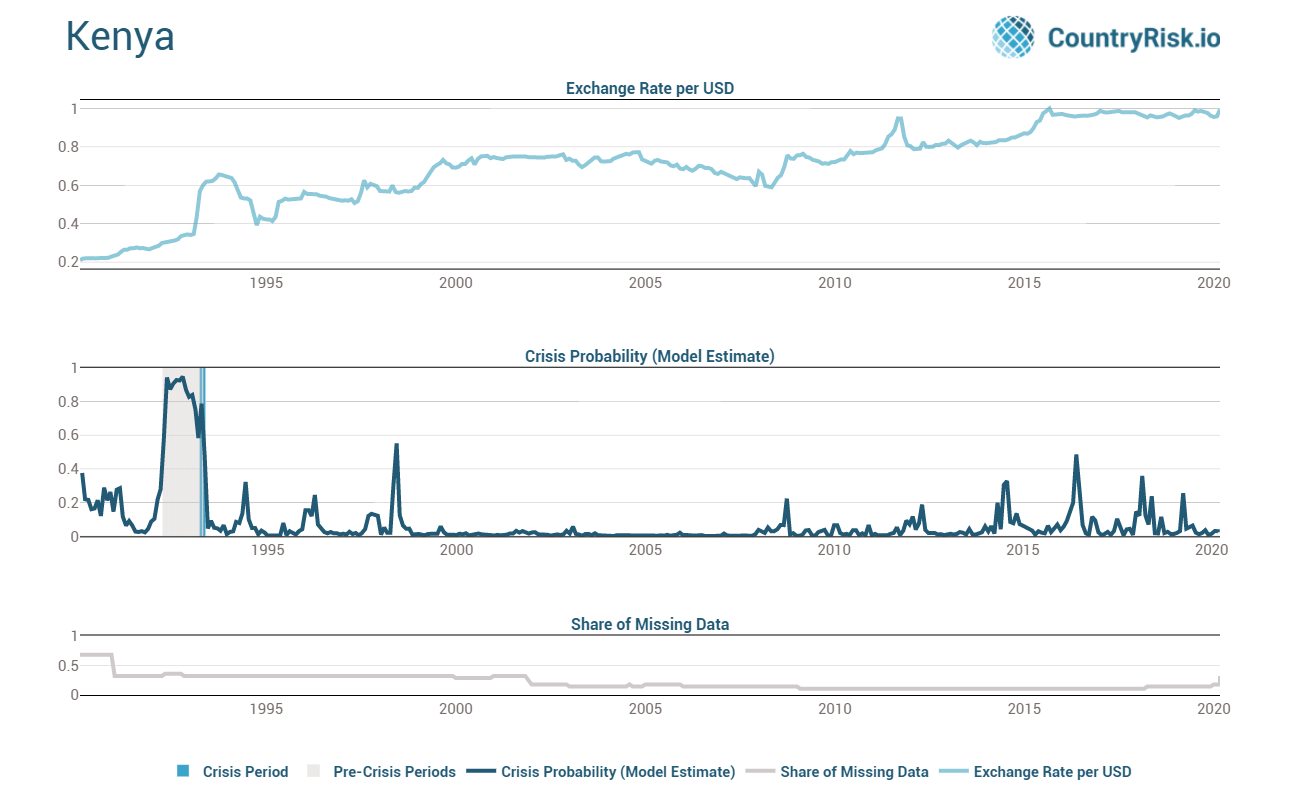 Kenya
CountryRisk.io
Exchange Rate per USD
1
0.8
0.6
0.4
0.2
1995 2000 2005 2010 2015 2020
Crisis Probability (Model Estimate)
1
0.8
0.6
0.4
0.2
0
1995 2000 2005 2010 2015 2020
Share of Missing Data
1
0.5
0
1995 2000 2005 2010 2015 2020
Crisis Period Pre-Crisis Periods Crisis Probability (Model Estimate) Share of Missing Data Exchange Rate per USD